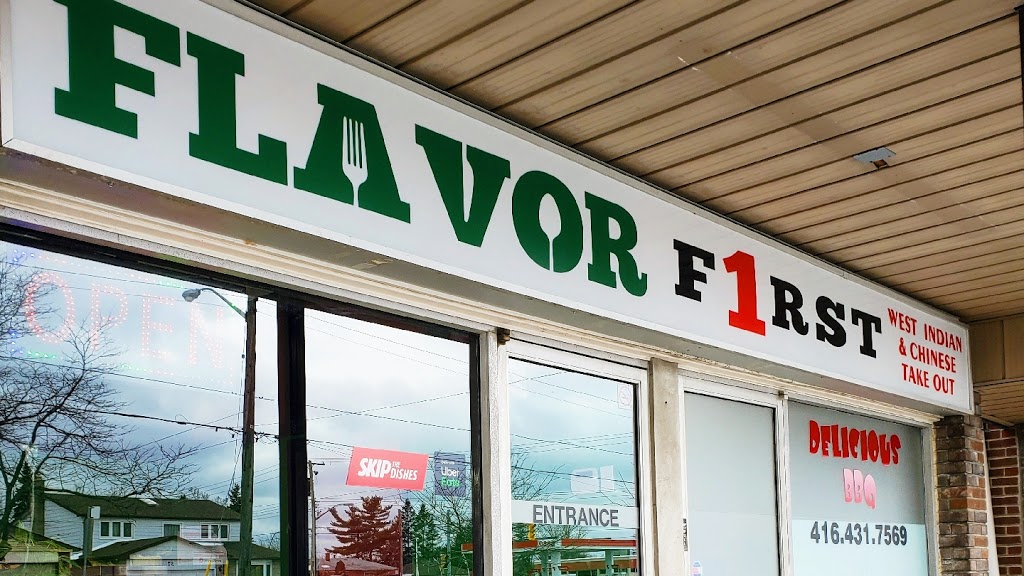 FLAVOR F1RST
WEST INDIAN
& CHINESE
TAKE OUT
OPEN
SKIP THE DISHES
Uber
Eats
ENTRANCE
DELICIOUS
BBQ
416.431.7569